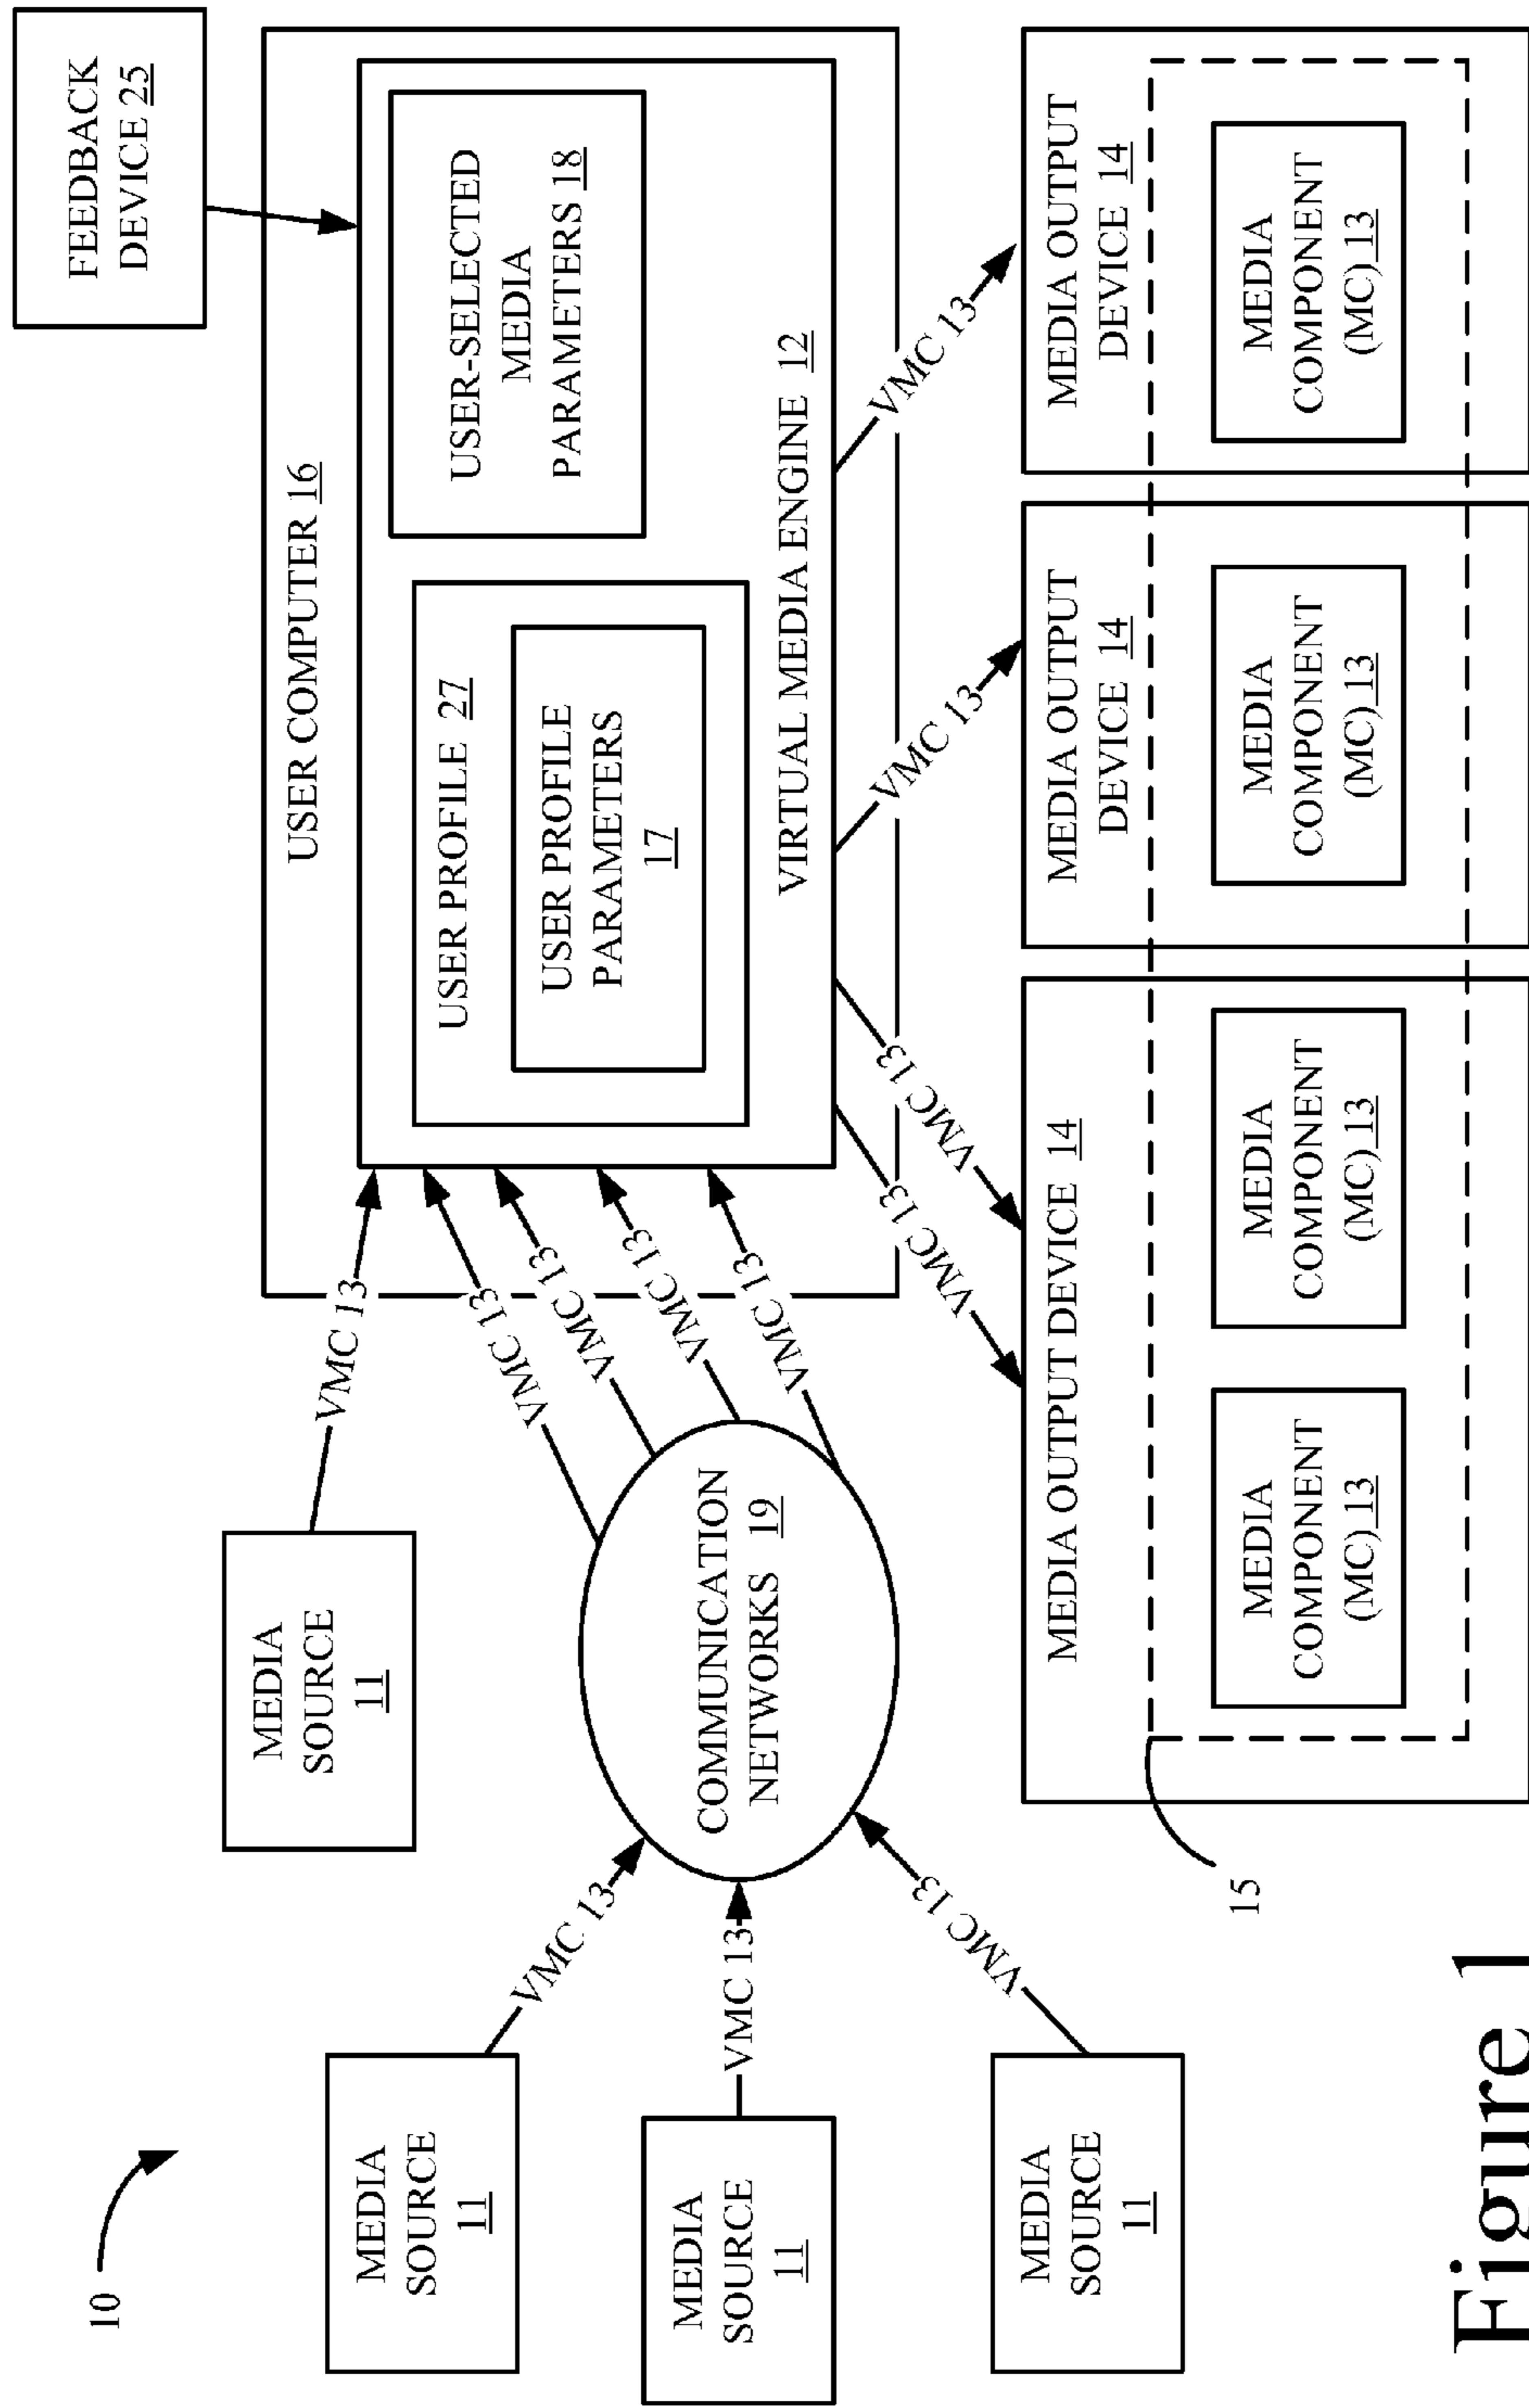 10
FEEDBACK
DEVICE 25
USER COMPUTER 16
USER-SELECTED
MEDIA
PARAMETERS 18
USER PROFILE 27
USER PROFILE
PARAMETERS
17
VIRTUAL MEDIA ENGINE 12
MEDIA
SOURCE
11
VMC 13
MEDIA
SOURCE
11
VMC 13
MEDIA
SOURCE
11
VMC 13
MEDIA
SOURCE
11
VMC 13
COMMUNICATION
NETWORKS 19
VMC 13
VMC 13
VMC 13
VMC 13
VMC 13
VMC 13
VMC 13
VMC 13
MEDIA OUTPUT DEVICE 14
MEDIA
COMPONENT
(MC) 13
MEDIA
COMPONENT
(MC) 13
MEDIA OUTPUT
DEVICE 14
MEDIA
COMPONENT
(MC) 13
MEDIA OUTPUT
DEVICE 14
MEDIA
COMPONENT
(MC) 13
15
Figure 1